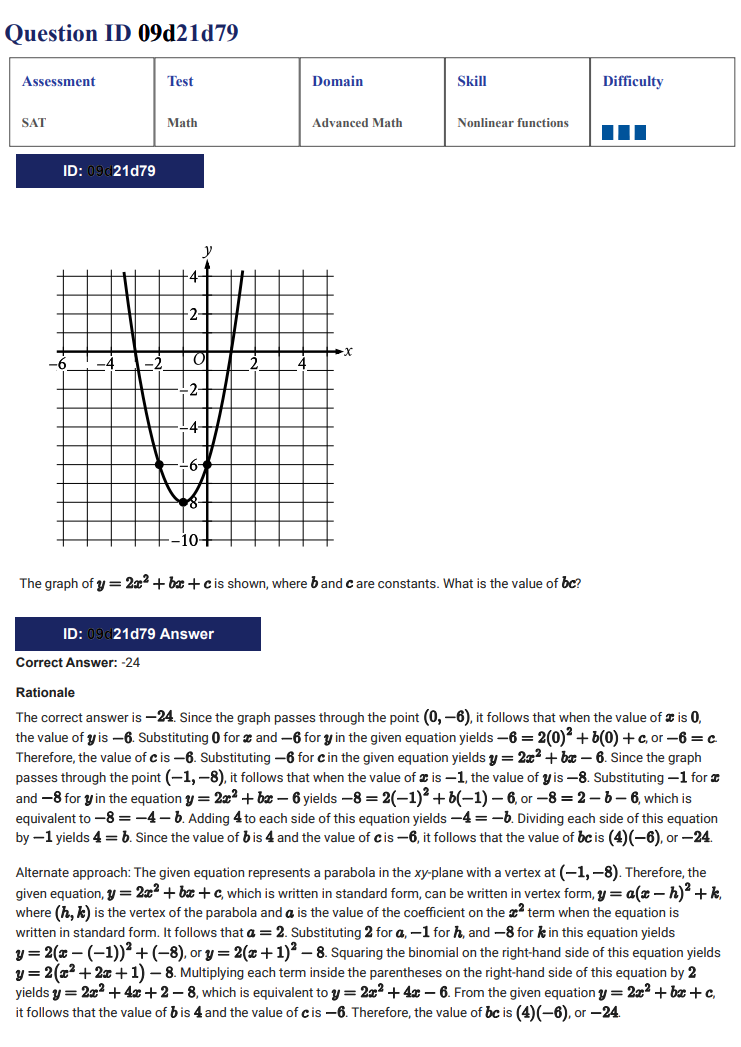 Question ID 09d21d79
Assessment Test Domain Skill Difficulty
SAT Math Advanced Math Nonlinear functions
ID: 09d21d79
y
4
2
−6 −4 −2 O 2 4 x
−2
−4
−6
−8
−10
The graph of y = 2x² + bx + c is shown, where b and c are constants. What is the value of bc?
ID: 09d21d79 Answer
Correct Answer: -24
Rationale
The correct answer is −24. Since the graph passes through the point (0, −6), it follows that when the value of x is 0,
the value of y is −6. Substituting 0 for x and −6 for y in the given equation yields −6 = 2(0)² + b(0) + c, or −6 = c.
Therefore, the value of c is −6. Substituting −6 for c in the given equation yields y = 2x² + bx − 6. Since the graph
passes through the point (−1, −8), it follows that when the value of x is −1, the value of y is −8. Substituting −1 for x
and −8 for y in the equation y = 2x² + bx − 6 yields −8 = 2(−1)² + b(−1) − 6, or −8 = 2 − b − 6, which is
equivalent to −8 = −4 − b. Adding 4 to each side of this equation yields −4 = −b. Dividing each side of this equation
by −1 yields 4 = b. Since the value of b is 4 and the value of c is −6, it follows that the value of bc is (4)(−6), or −24.
Alternate approach: The given equation represents a parabola in the xy-plane with a vertex at (−1, −8). Therefore, the
given equation, y = 2x² + bx + c, which is written in standard form, can be written in vertex form, y = a(x − h)² + k,
where (h, k) is the vertex of the parabola and a is the value of the coefficient on the x² term when the equation is
written in standard form. It follows that a = 2. Substituting 2 for a, −1 for h, and −8 for k in this equation yields
y = 2(x − (−1))² + (−8), or y = 2(x + 1)² − 8. Squaring the binomial on the right-hand side of this equation yields
y = 2(x² + 2x + 1) − 8. Multiplying each term inside the parentheses on the right-hand side of this equation by 2
yields y = 2x² + 4x + 2 − 8, which is equivalent to y = 2x² + 4x − 6. From the given equation y = 2x² + bx + c,
it follows that the value of b is 4 and the value of c is −6. Therefore, the value of bc is (4)(−6), or −24.